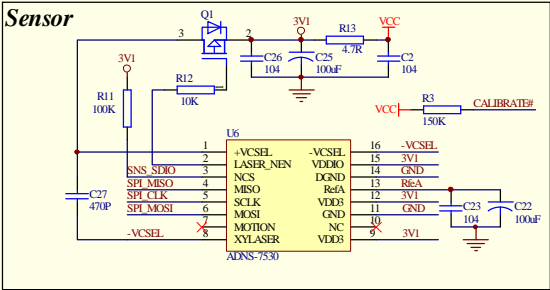 Sensor
Q1
3
2
1
3V1
R13
4.7R
VCC
C26
104
C25
100uF
C2
104
3V1
R11
100K
R12
10K
VCC
R3
150K
CALIBRATE#
U6
1
+VCSEL
-VCSEL
16
-VCSEL
2
LASER_NEN
VDDIO
15
3V1
SNS_SDIO
3
NCS
DGND
14
GND
SPI_MISO
4
MISO
RefA
13
RfeA
SPI_CLK
5
SCLK
VDD3
12
3V1
SPI_MOSI
6
MOSI
GND
11
GND
7
MOTION
NC
10
-VCSEL
8
XYLASER
VDD3
9
3V1
ADNS-7530
C27
470P
C23
104
C22
100uF